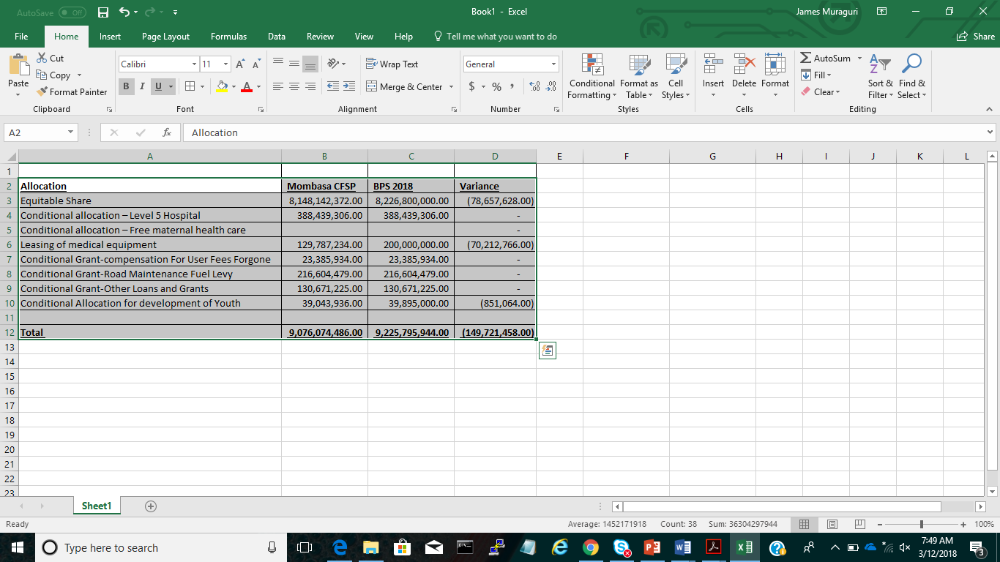 AutoSave Off Book1 - Excel James Muraguri
File Home Insert Page Layout Formulas Data Review View Help Tell me what you want to do Share
Paste Cut Copy Format Painter Clipboard
Calibri 11 A A B I U A Font
Wrap Text Merge & Center Alignment
General $ % , .0 .00 .00 .0 Number
Conditional Formatting Format as Table Cell Styles Styles
Insert Delete Format Cells
AutoSum Fill Clear Sort & Filter Find & Select Editing
A2 fx Allocation
A B C D E F G H I J K L
1
2 Allocation Mombasa CFSP BPS 2018 Variance
3 Equitable Share 8,148,142,372.00 8,226,800,000.00 (78,657,628.00)
4 Conditional allocation – Level 5 Hospital 388,439,306.00 388,439,306.00 -
5 Conditional allocation – Free maternal health care -
6 Leasing of medical equipment 129,787,234.00 200,000,000.00 (70,212,766.00)
7 Conditional Grant-compensation For User Fees Forgone 23,385,934.00 23,385,934.00 -
8 Conditional Grant-Road Maintenance Fuel Levy 216,604,479.00 216,604,479.00 -
9 Conditional Grant-Other Loans and Grants 130,671,225.00 130,671,225.00 -
10 Conditional Allocation for development of Youth 39,043,936.00 39,895,000.00 (851,064.00)
11
12 Total 9,076,074,486.00 9,225,795,944.00 (149,721,458.00)
13
14
15
16
17
18
19
20
21
22
23
Sheet1
Ready Average: 1452171918 Count: 38 Sum: 36304297944 100%
Type here to search 7:49 AM
3/12/2018 3